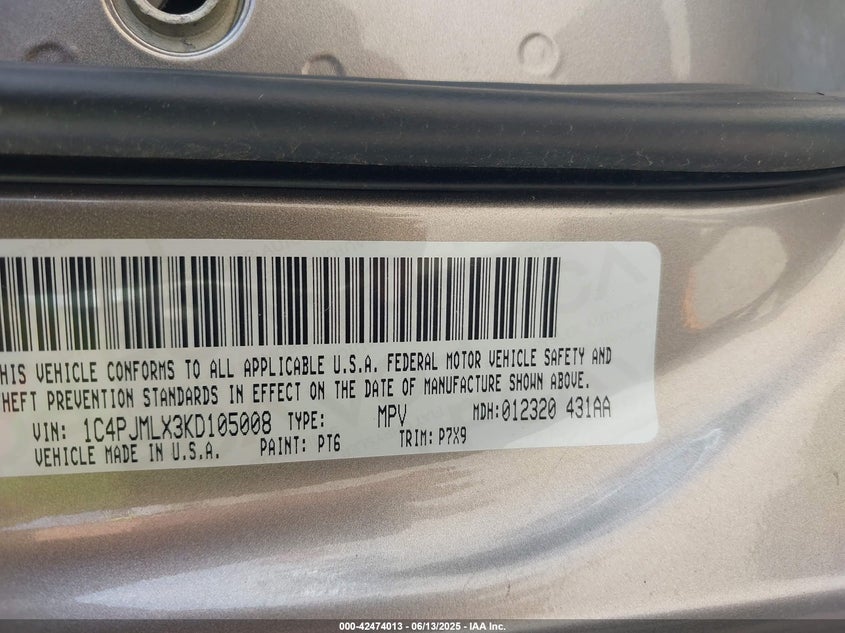 HIS VEHICLE CONFORMS TO ALL APPLICABLE U.S.A. FEDERAL MOTOR VEHICLE SAFETY AND
HEFT PREVENTION STANDARDS IN EFFECT ON THE DATE OF MANUFACTURE SHOWN ABOVE.
VIN: 1C4PJMLX3KD105008 TYPE: MPV MDH:012320 431AA
VEHICLE MADE IN U.S.A. PAINT: PT6 TRIM: P7X9
000-42474013 - 06/13/2025 - IAA Inc.